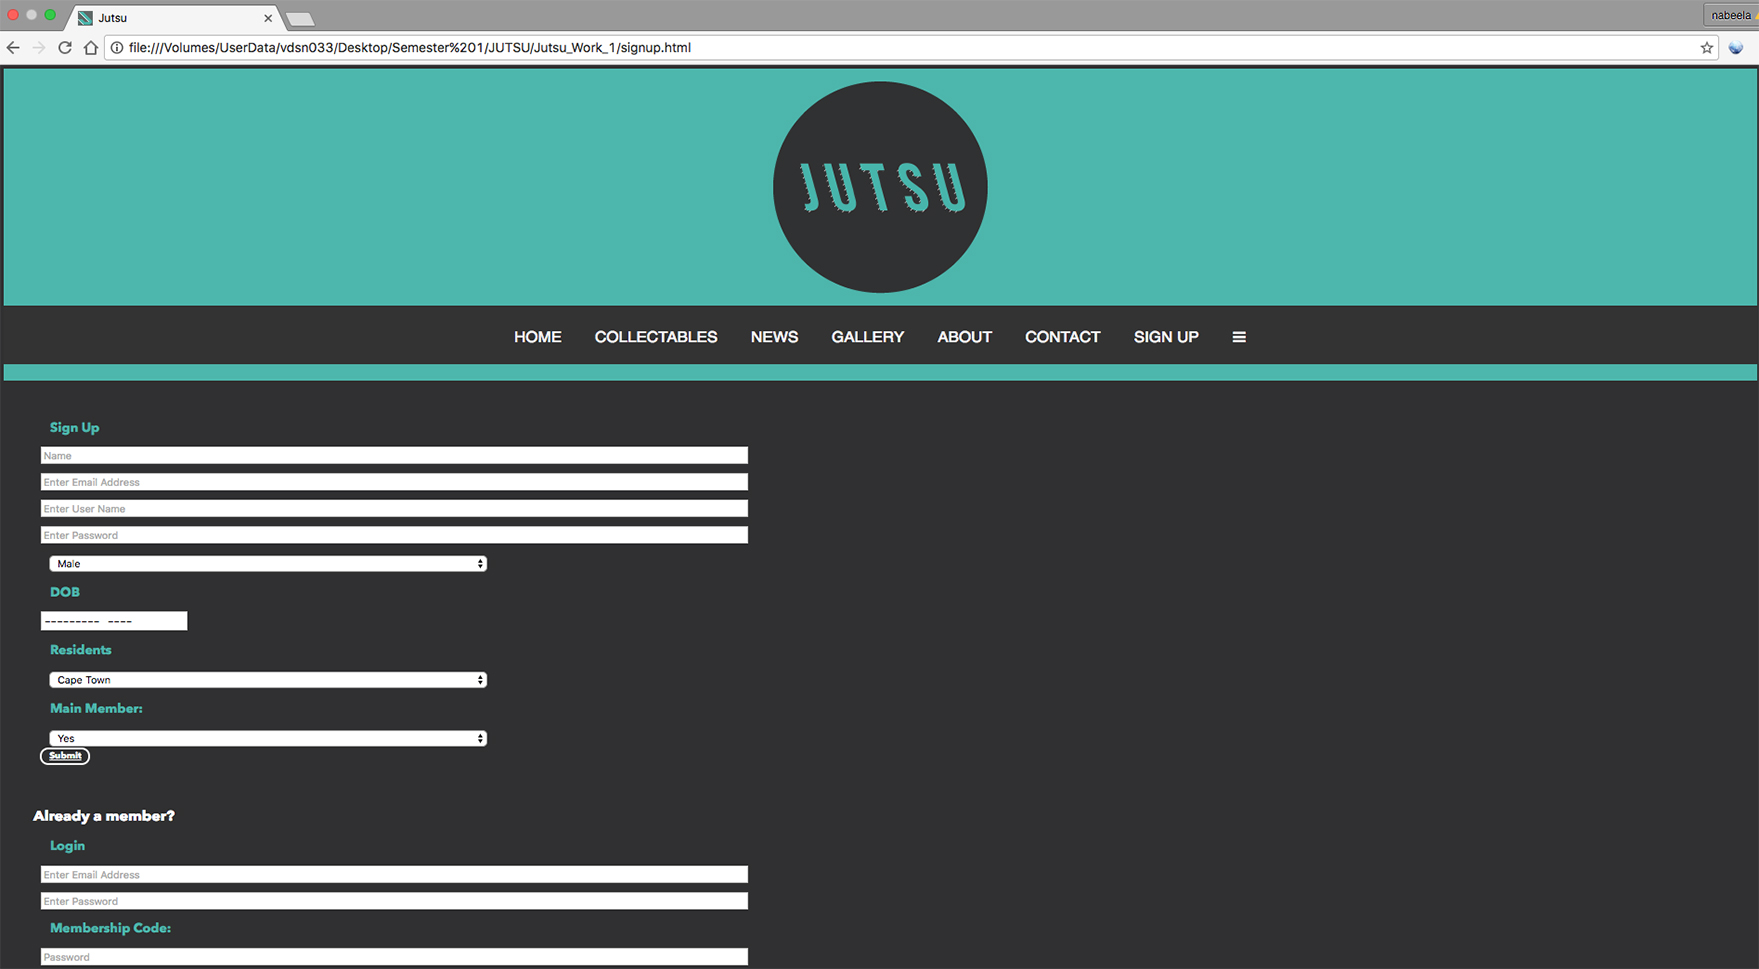 Jutsu
nabeela
file:///Volumes/UserData/vdsn033/Desktop/Semester%201/JUTSU/Jutsu_Work_1/signup.html
JUTSU
HOME COLLECTABLES NEWS GALLERY ABOUT CONTACT SIGN UP
Sign Up
Name
Enter Email Address
Enter User Name
Enter Password
Male
DOB
--------- ----
Residents
Cape Town
Main Member:
Yes
Submit
Already a member?
Login
Enter Email Address
Enter Password
Membership Code:
Password